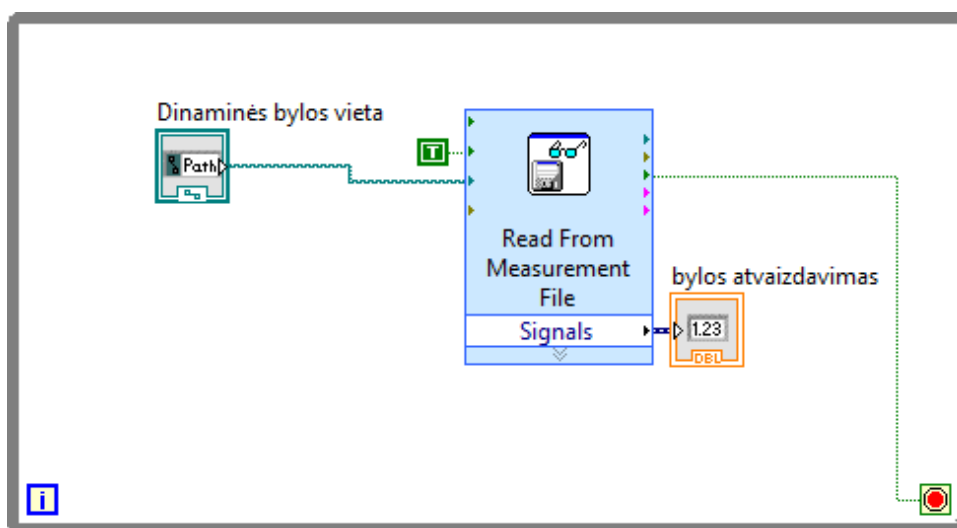 Dinaminės bylos vieta
Path
T
Read From
Measurement
File
bylos atvaizdavimas
Signals
1.23
DBL
i